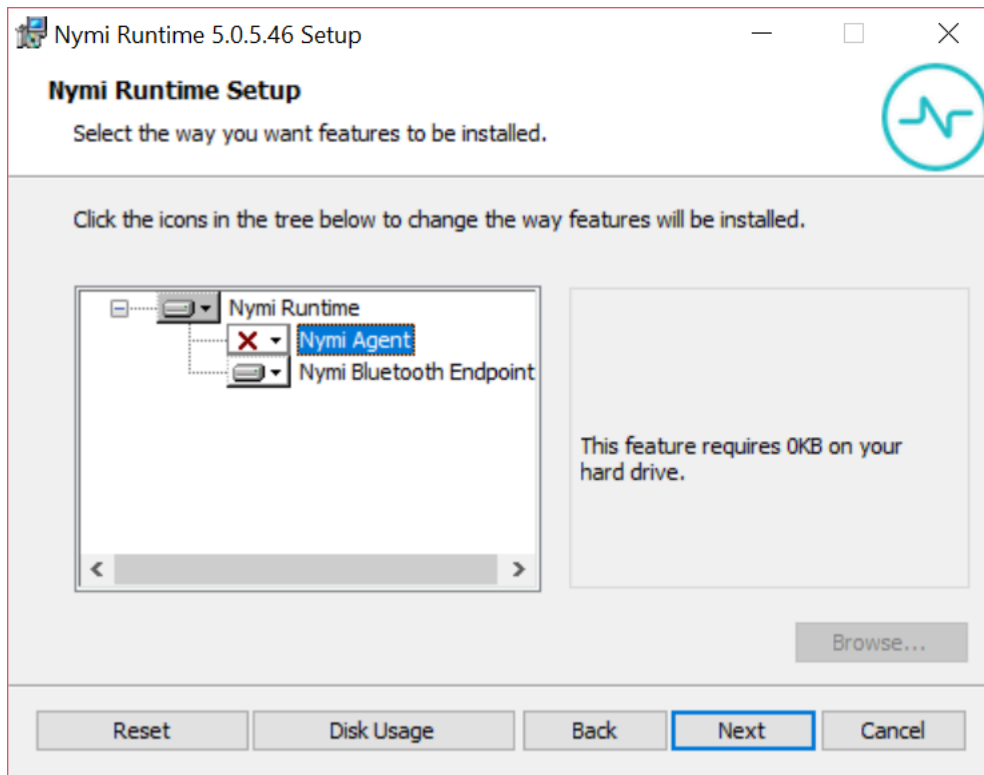 Nymi Runtime 5.0.5.46 Setup
Nymi Runtime Setup
Select the way you want features to be installed.
Click the icons in the tree below to change the way features will be installed.
Nymi Runtime
Nymi Agent
Nymi Bluetooth Endpoint
This feature requires 0KB on your
hard drive.
Browse...
Reset
Disk Usage
Back
Next
Cancel